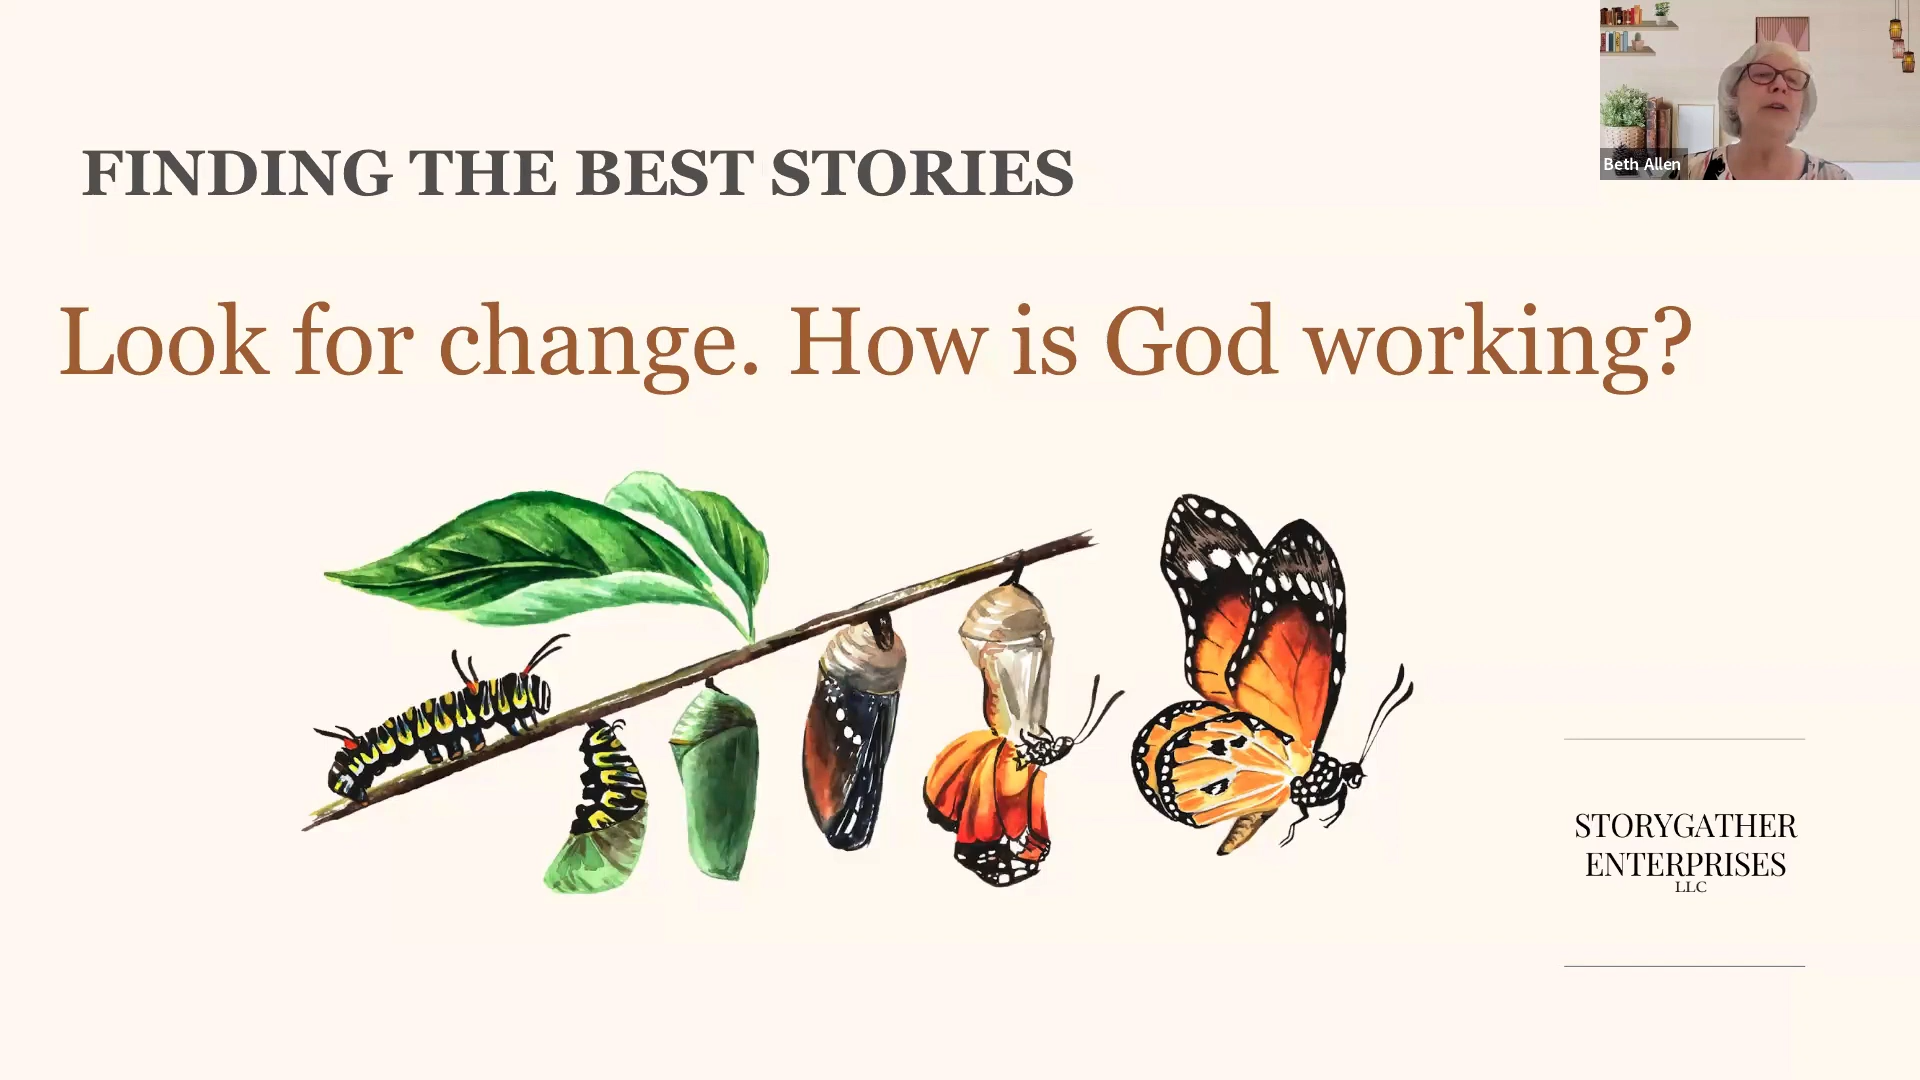 FINDING THE BEST STORIES
Look for change. How is God working?
Beth Allen
STORYGATHER
ENTERPRISES
LLC